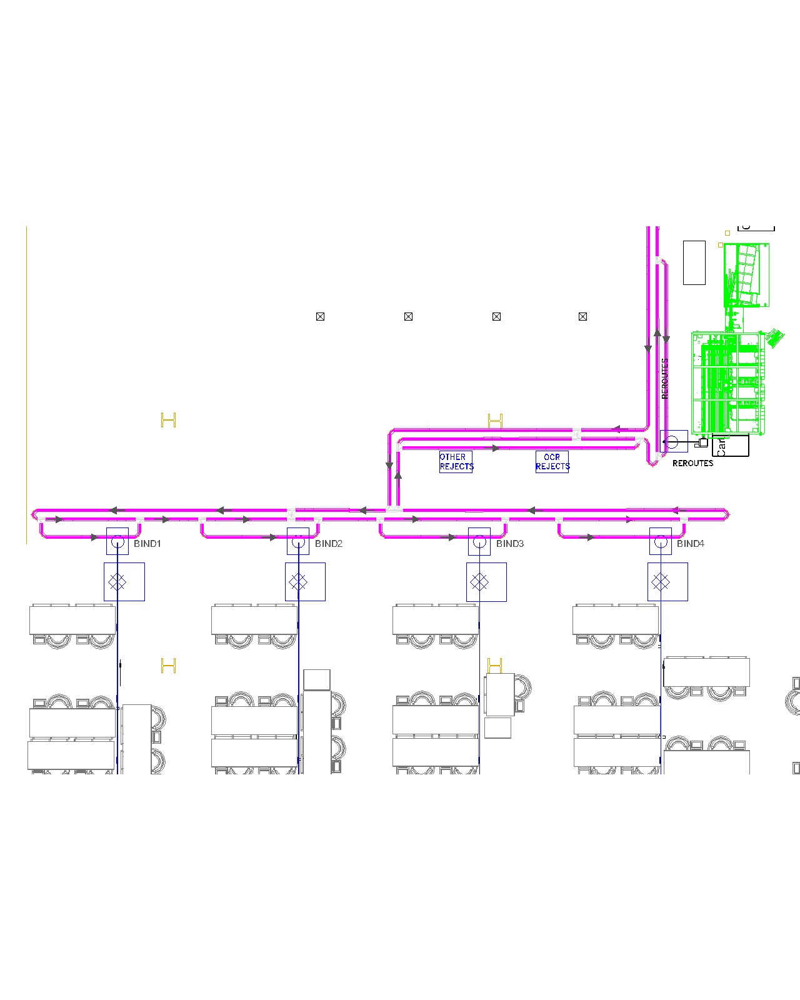 REROUTES
OTHER
REJECTS
OCR
REJECTS
Car
REROUTES
BIND1
BIND2
BIND3
BIND4